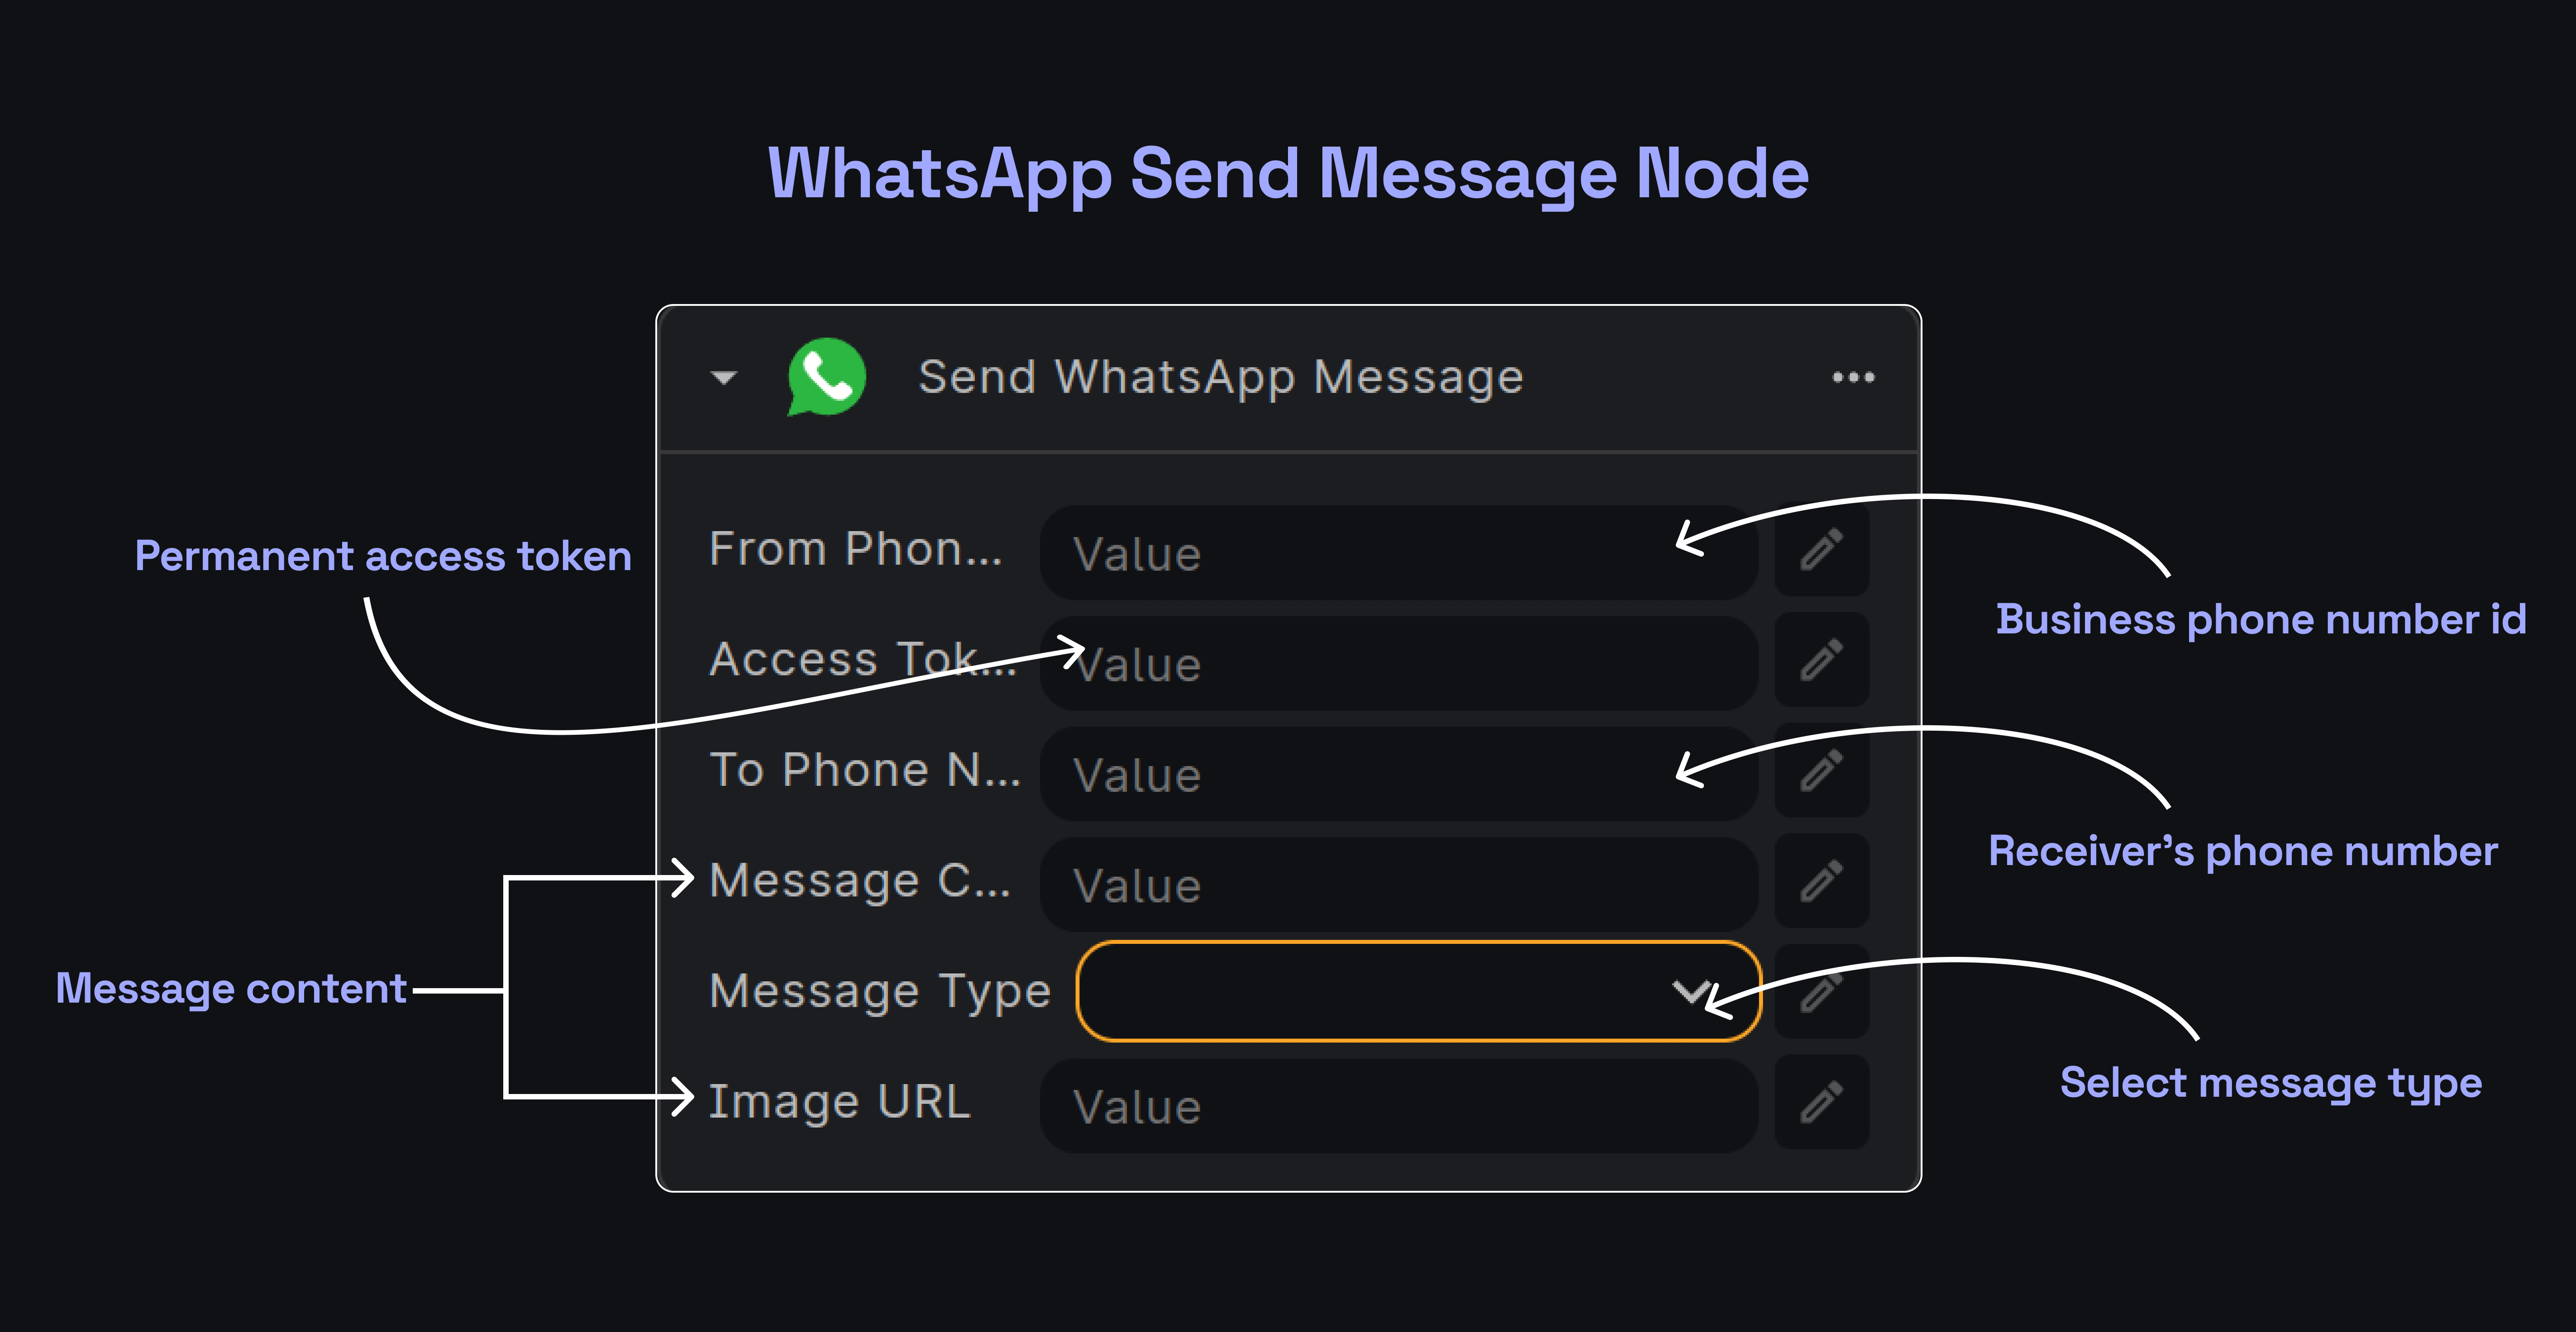 WhatsApp Send Message Node
Send WhatsApp Message
From Phon... Value
Permanent access token
Business phone number id
Access Tok... Value
To Phone N... Value
Receiver’s phone number
Message C... Value
Message content
Message Type
Select message type
Image URL Value